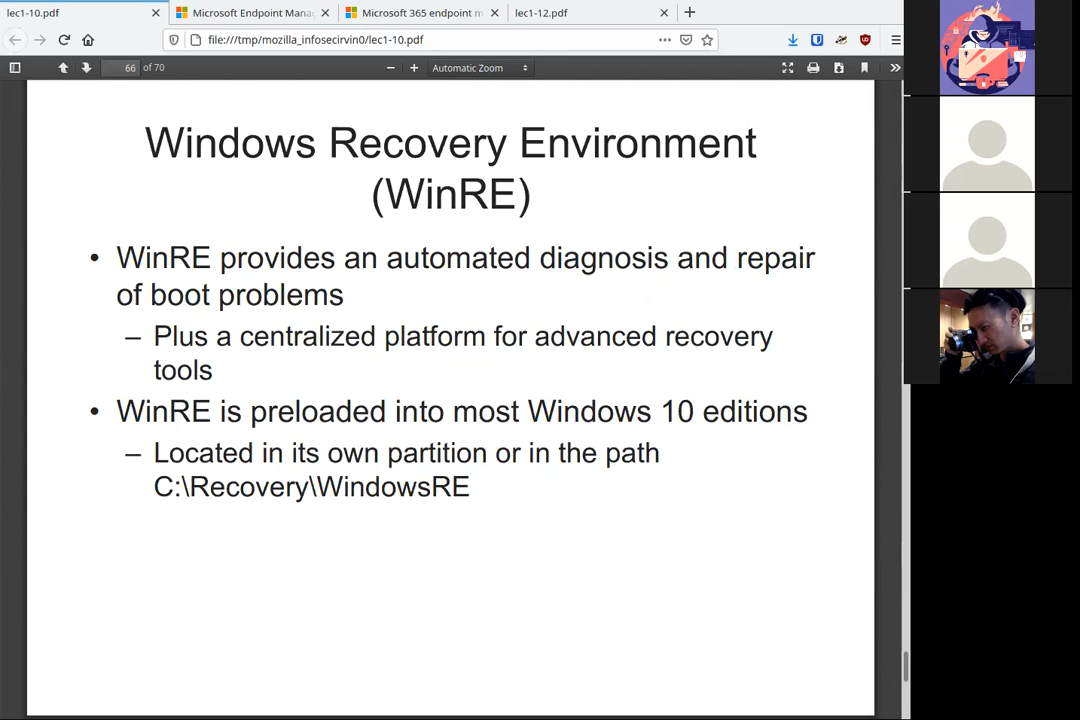 lec1-10.pdf
Microsoft Endpoint Mana
Microsoft 365 endpoint m
lec1-12.pdf
file:///tmp/mozilla_infosecirvin0/lec1-10.pdf
66 of 70
Automatic Zoom
Windows Recovery Environment
(WinRE)
• WinRE provides an automated diagnosis and repair
of boot problems
– Plus a centralized platform for advanced recovery
tools
• WinRE is preloaded into most Windows 10 editions
– Located in its own partition or in the path
C:\Recovery\WindowsRE